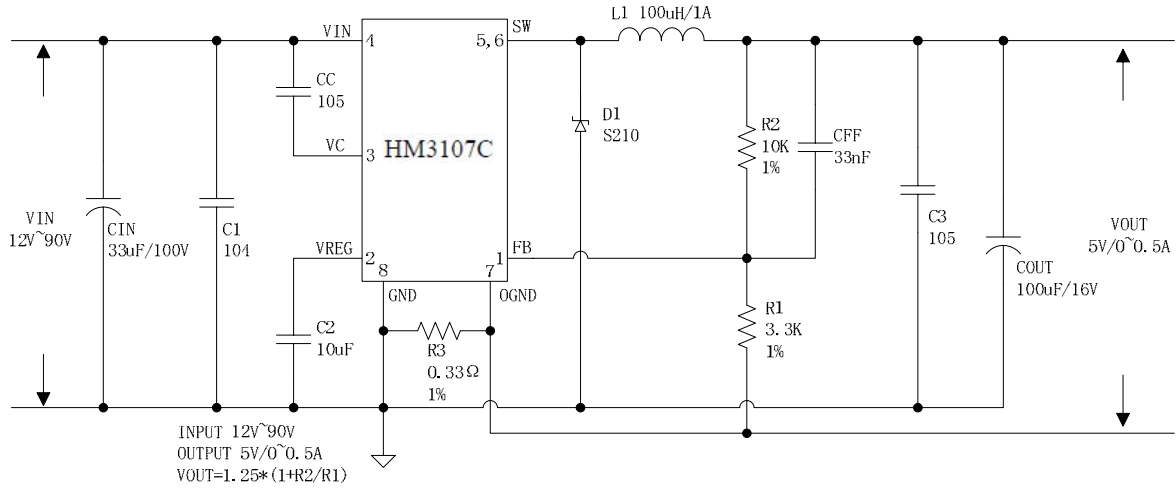 L1 100uH/1A
VIN
4
5,6
SW
CC
105
VC
3
HM3107C
D1
S210
R2
10K
1%
CFF
33nF
VIN
12V~90V
CIN
33uF/100V
C1
104
VREG
2
8
GND
1
7
FB
OGND
C3
105
COUT
100uF/16V
VOUT
5V/0~0.5A
C2
10uF
R3
0.33Ω
1%
R1
3.3K
1%
INPUT 12V~90V
OUTPUT 5V/0~0.5A
VOUT=1.25*(1+R2/R1)